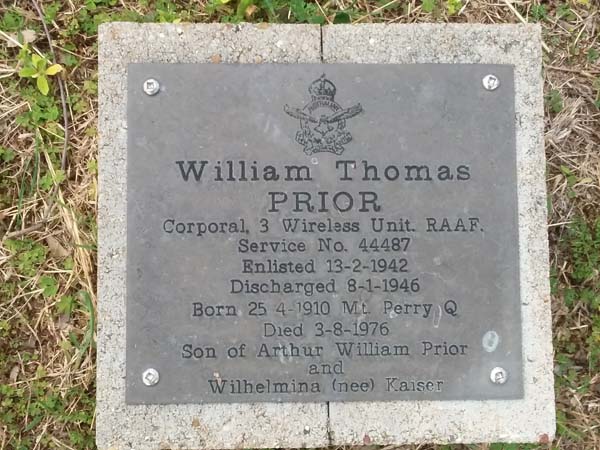 William Thomas
PRIOR
Corporal, 3 Wireless Unit. RAAF.
Service No. 44487
Enlisted 13-2-1942
Discharged 8-1-1946
Born 25 4-1910 Mt. Perry Q
Died 3-8-1976
Son of Arthur William Prior
and
Wilhelmina (nee) Kaiser